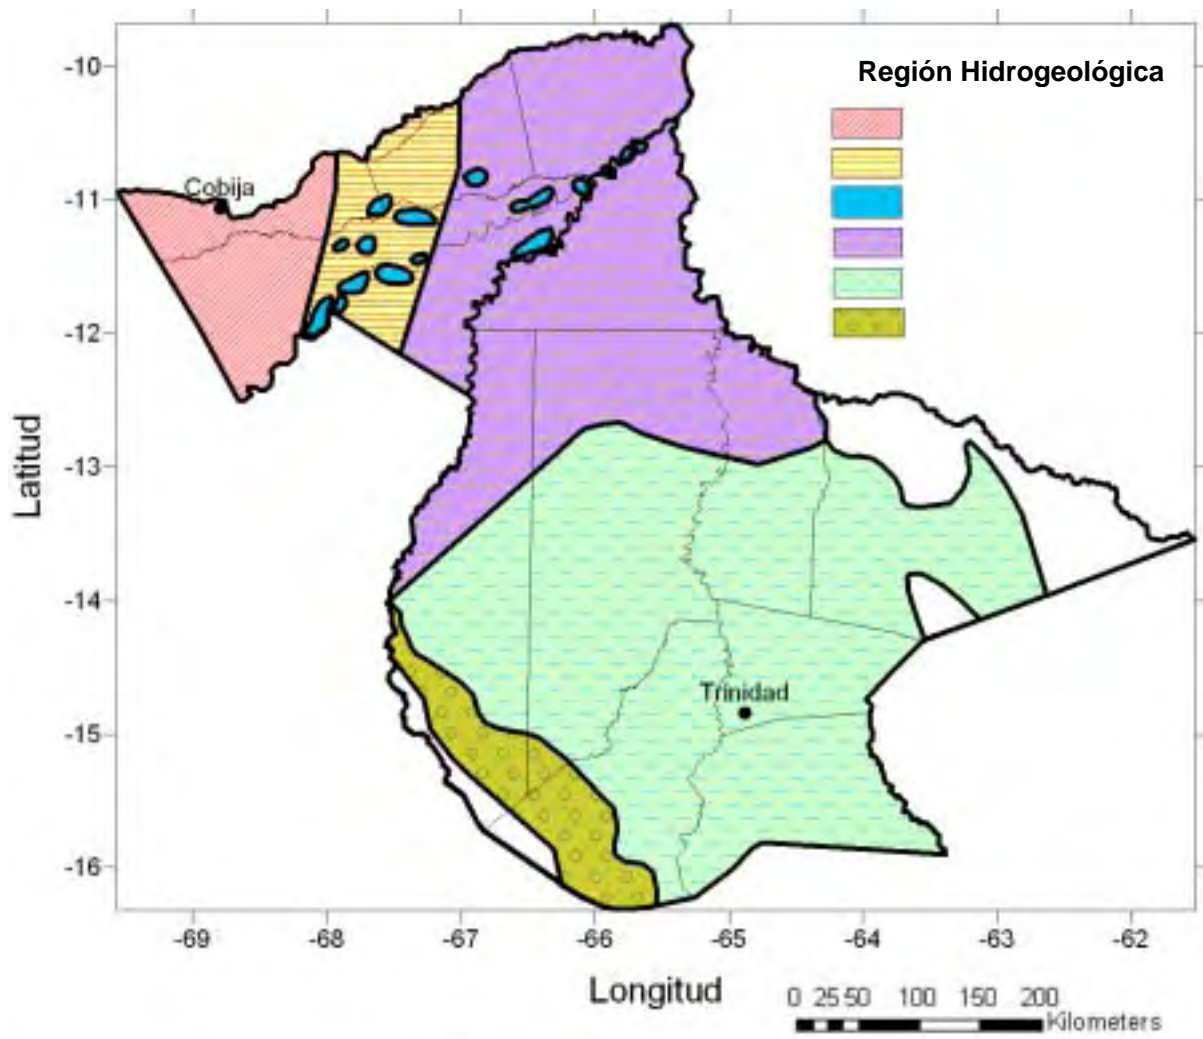 Región Hidrogeológica
-10
-11
-12
-13
-14
-15
-16
Latitud
Cobija
Trinidad
-69 -68 -67 -66 -65 -64 -63 -62
Longitud
0 25 50 100 150 200
Kilometers